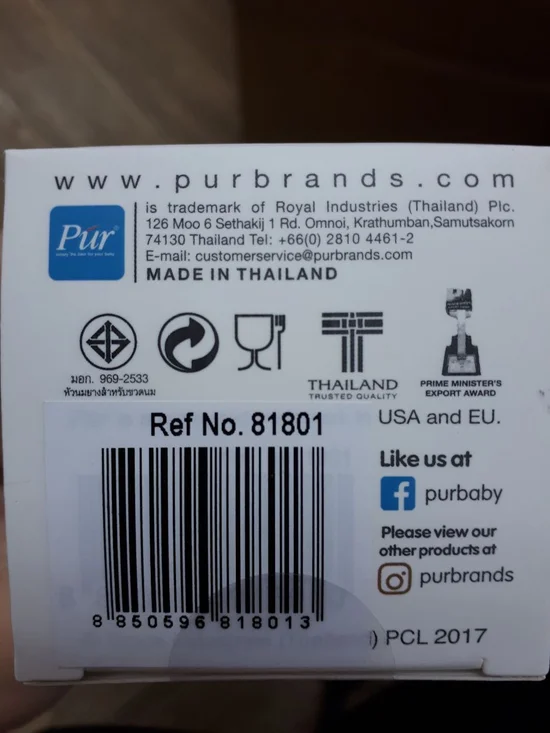 www.purbrands.com
Pür
is trademark of Royal Industries (Thailand) Plc.
126 Moo 6 Sethakij 1 Rd. Omnoi, Krathumban,Samutsakorn
74130 Thailand Tel: +66(0) 2810 4461-2
E-mail: customerservice@purbrands.com
MADE IN THAILAND
มอก. 969-2533
หัวนมยางสำหรับขวดนม
THAILAND
TRUSTED QUALITY
PRIME MINISTER'S
EXPORT AWARD
USA and EU.
Ref No. 81801
8 850596 818013
Like us at
purbaby
Please view our
other products at
purbrands
) PCL 2017